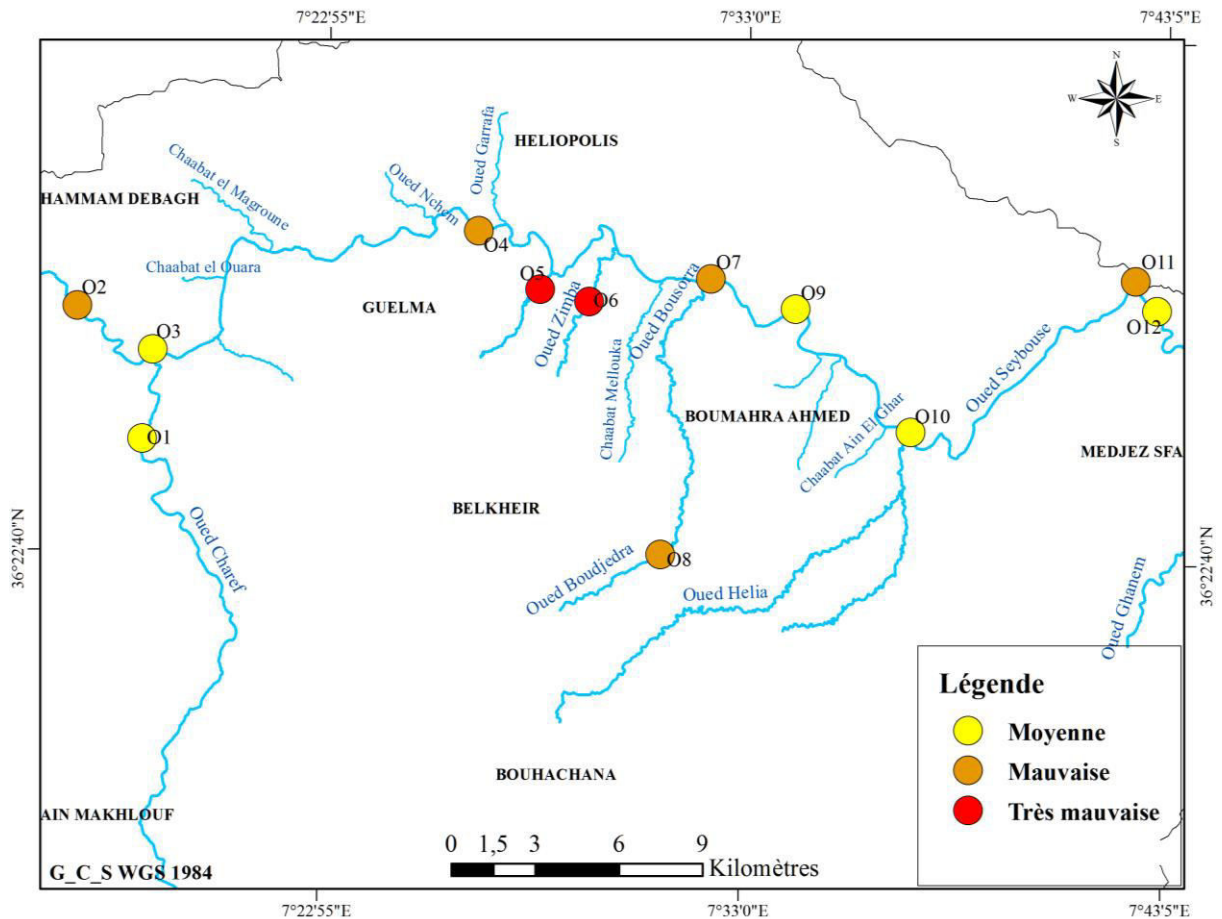 7°22'55"E
7°33'0"E
7°43'5"E
N
W
E
S
HELIOPOLIS
Oued Garrafa
Chaabat el Magroune
Oued Nchem
HAMMAM DEBAGH
O4
Chaabat el Ouara
O2
O5
O6
O7
O11
GUELMA
Oued Zimba
Oued Bousorra
O9
O12
O3
Chaabat Mellouka
Oued Seybouse
O1
BOUMAHRA AHMED
Chaabat Ain El Ghar
O10
MEDJEZ SFA
BELKHEIR
36°22'40"N
36°22'40"N
Oued Charef
Oued Boudjedra
O8
Oued Helia
Oued Ghanem
Légende
Moyenne
Mauvaise
Très mauvaise
BOUHACHANA
AIN MAKHLOUF
0 1,5 3 6 9
Kilomètres
G_C_S WGS 1984
7°22'55"E
7°33'0"E
7°43'5"E